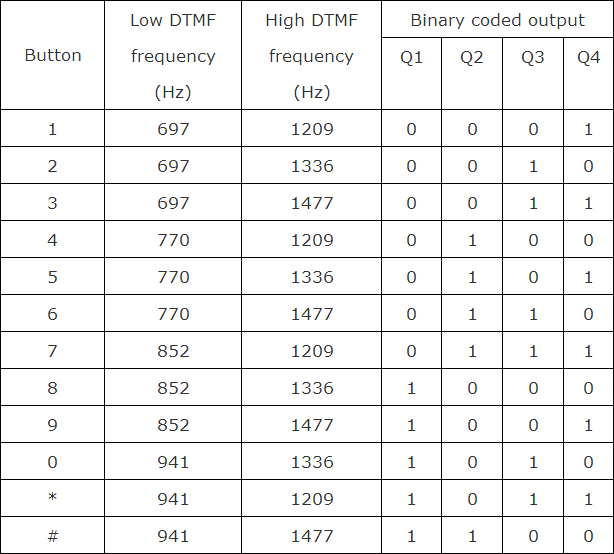 Button Low DTMF frequency (Hz) High DTMF frequency (Hz) Binary coded output
Q1 Q2 Q3 Q4
1 697 1209 0 0 0 1
2 697 1336 0 0 1 0
3 697 1477 0 0 1 1
4 770 1209 0 1 0 0
5 770 1336 0 1 0 1
6 770 1477 0 1 1 0
7 852 1209 0 1 1 1
8 852 1336 1 0 0 0
9 852 1477 1 0 0 1
0 941 1336 1 0 1 0
* 941 1209 1 0 1 1
# 941 1477 1 1 0 0